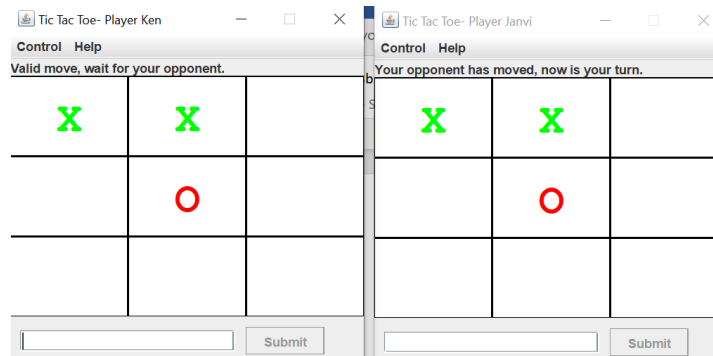 Tic Tac Toe- Player Ken
Control Help
Valid move, wait for your opponent.
X X
O
Submit
Tic Tac Toe- Player Janvi
Control Help
Your opponent has moved, now is your turn.
X X
O
Submit